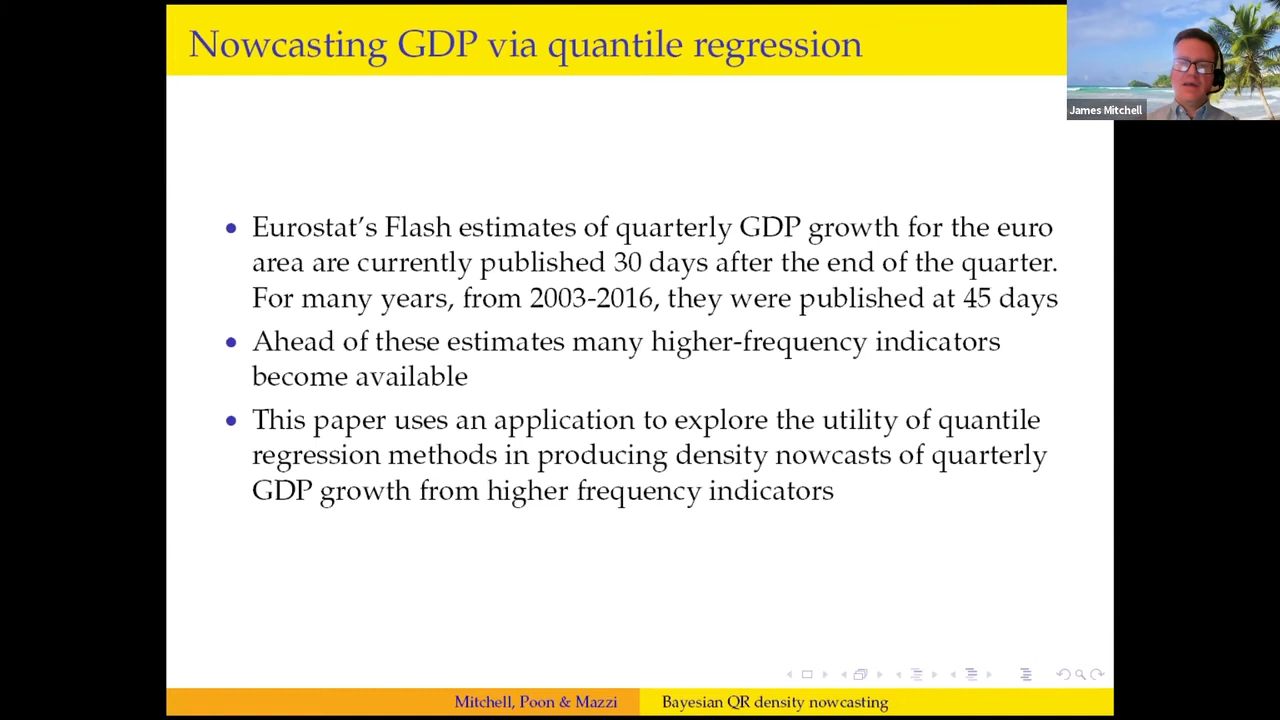 Nowcasting GDP via quantile regression
James Mitchell
• Eurostat's Flash estimates of quarterly GDP growth for the euro
area are currently published 30 days after the end of the quarter.
For many years, from 2003-2016, they were published at 45 days
• Ahead of these estimates many higher-frequency indicators
become available
• This paper uses an application to explore the utility of quantile
regression methods in producing density nowcasts of quarterly
GDP growth from higher frequency indicators
Mitchell, Poon & Mazzi Bayesian QR density nowcasting